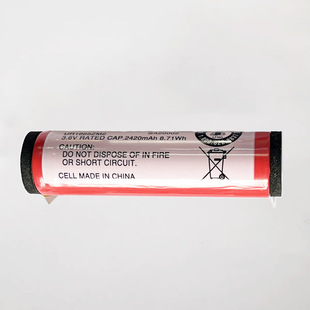 3.6V RATED CAP.2420mAh 8.71Wh
CAUTION:
DO NOT DISPOSE OF IN FIRE
OR SHORT CIRCUIT.
CELL MADE IN CHINA